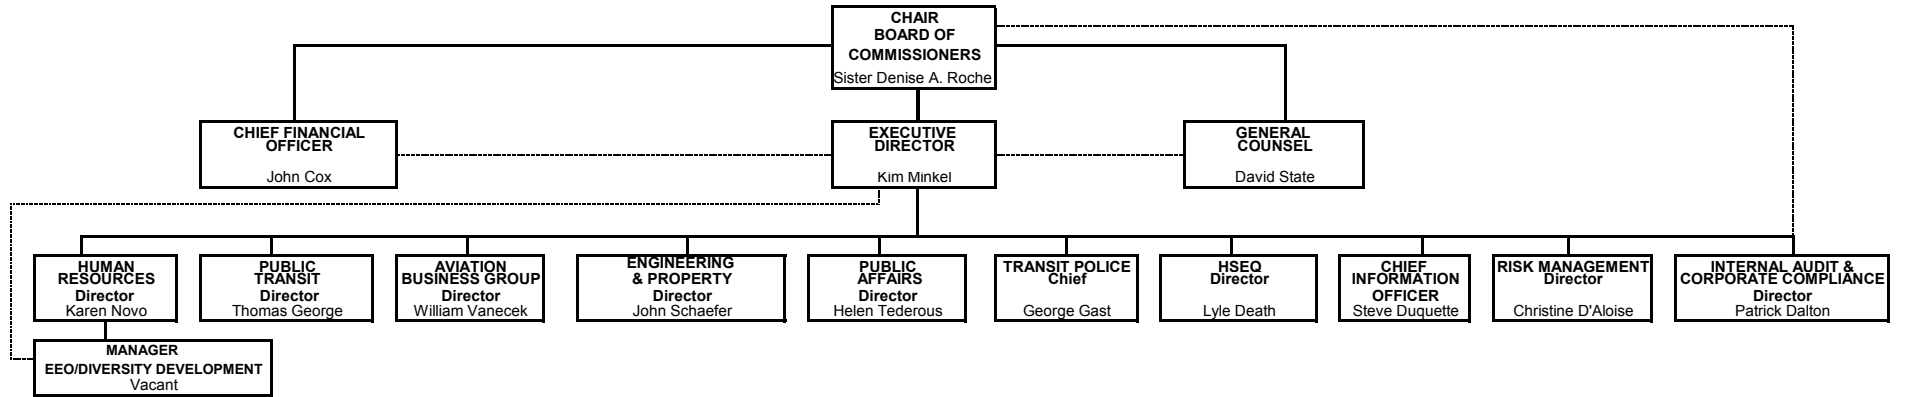 CHAIR
BOARD OF
COMMISSIONERS
Sister Denise A. Roche
CHIEF FINANCIAL
OFFICER
John Cox
EXECUTIVE
DIRECTOR
Kim Minkel
GENERAL
COUNSEL
David State
HUMAN
RESOURCES
Director
Karen Novo
PUBLIC
TRANSIT
Director
Thomas George
AVIATION
BUSINESS GROUP
Director
William Vanecek
ENGINEERING
& PROPERTY
Director
John Schaefer
PUBLIC
AFFAIRS
Director
Helen Tederous
TRANSIT POLICE
Chief
George Gast
HSEQ
Director
Lyle Death
CHIEF
INFORMATION
OFFICER
Steve Duquette
RISK MANAGEMENT
Director
Christine D'Aloise
INTERNAL AUDIT &
CORPORATE COMPLIANCE
Director
Patrick Dalton
MANAGER
EEO/DIVERSITY DEVELOPMENT
Vacant